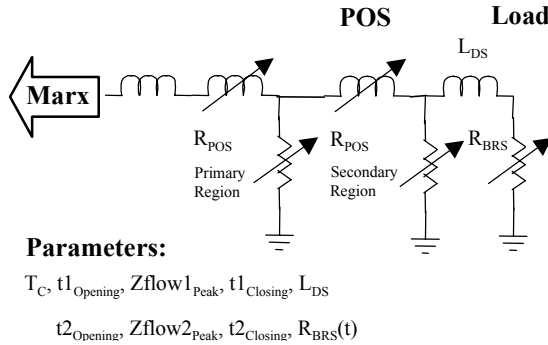 POS Load
L_DS
Marx
R_POS R_POS R_BRS
Primary Region Secondary Region
Parameters:
T_C, t1_Opening, Zflow1_Peak, t1_Closing, L_DS
t2_Opening, Zflow2_Peak, t2_Closing, R_BRS(t)